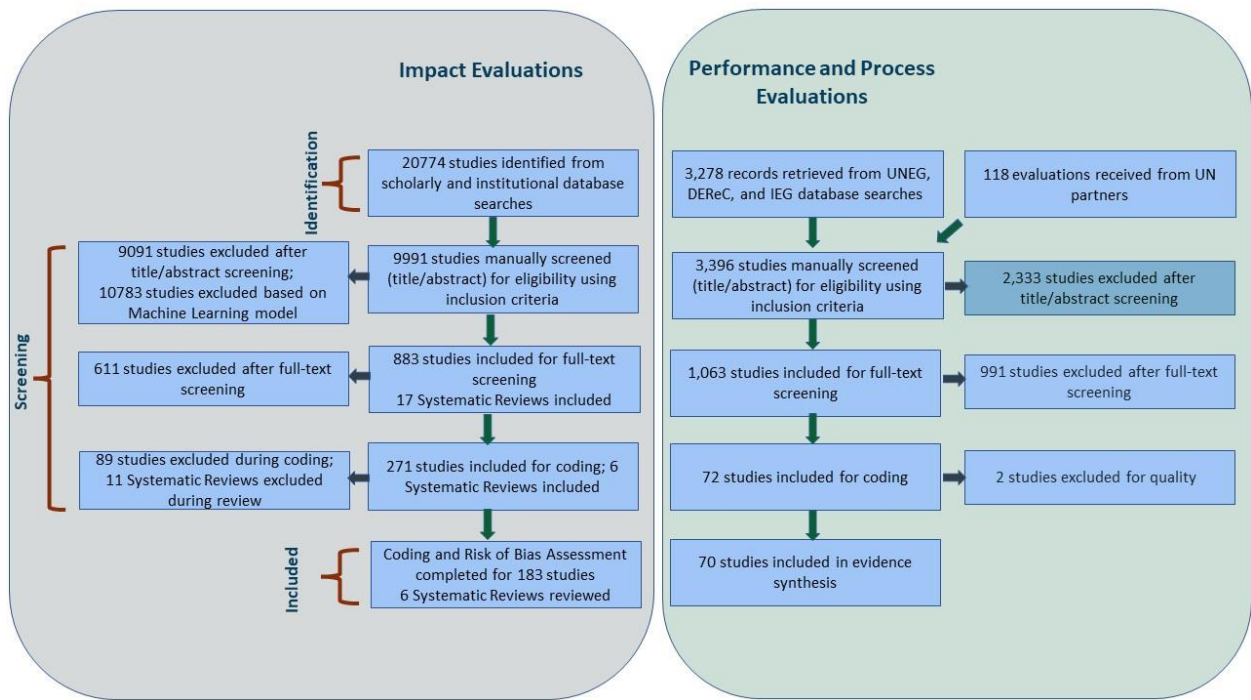 Impact Evaluations
Identification
20774 studies identified from
scholarly and institutional database
searches
9091 studies excluded after
title/abstract screening;
10783 studies excluded based on
Machine Learning model
9991 studies manually screened
(title/abstract) for eligibility using
inclusion criteria
Screening
611 studies excluded after full-text
screening
883 studies included for full-text
screening
17 Systematic Reviews included
89 studies excluded during coding;
11 Systematic Reviews excluded
during review
271 studies included for coding; 6
Systematic Reviews included
Included
Coding and Risk of Bias Assessment
completed for 183 studies
6 Systematic Reviews reviewed
Performance and Process
Evaluations
3,278 records retrieved from UNEG,
DEReC, and IEG database searches
118 evaluations received from UN
partners
3,396 studies manually screened
(title/abstract) for eligibility using
inclusion criteria
2,333 studies excluded after
title/abstract screening
1,063 studies included for full-text
screening
991 studies excluded after full-text
screening
72 studies included for coding
2 studies excluded for quality
70 studies included in evidence
synthesis